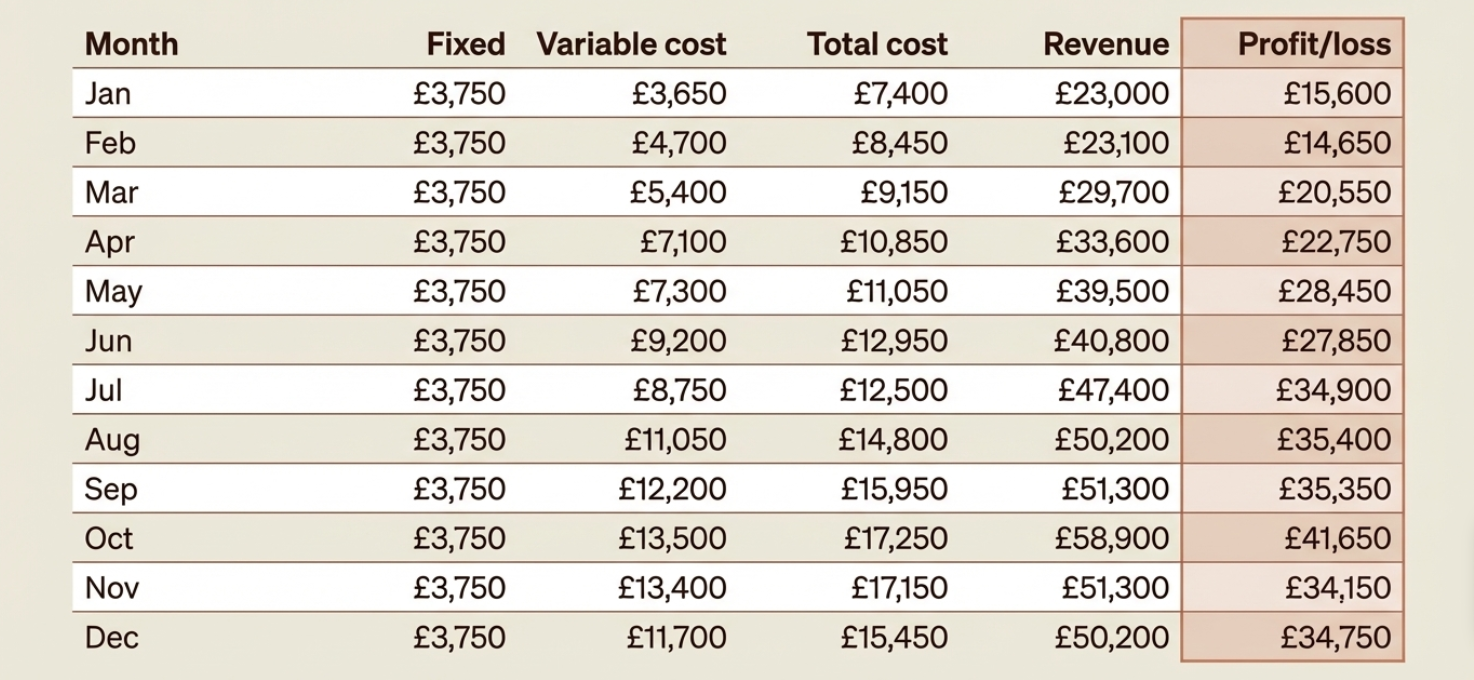 Month Fixed Variable cost Total cost Revenue Profit/loss
Jan £3,750 £3,650 £7,400 £23,000 £15,600
Feb £3,750 £4,700 £8,450 £23,100 £14,650
Mar £3,750 £5,400 £9,150 £29,700 £20,550
Apr £3,750 £7,100 £10,850 £33,600 £22,750
May £3,750 £7,300 £11,050 £39,500 £28,450
Jun £3,750 £9,200 £12,950 £40,800 £27,850
Jul £3,750 £8,750 £12,500 £47,400 £34,900
Aug £3,750 £11,050 £14,800 £50,200 £35,400
Sep £3,750 £12,200 £15,950 £51,300 £35,350
Oct £3,750 £13,500 £17,250 £58,900 £41,650
Nov £3,750 £13,400 £17,150 £51,300 £34,150
Dec £3,750 £11,700 £15,450 £50,200 £34,750